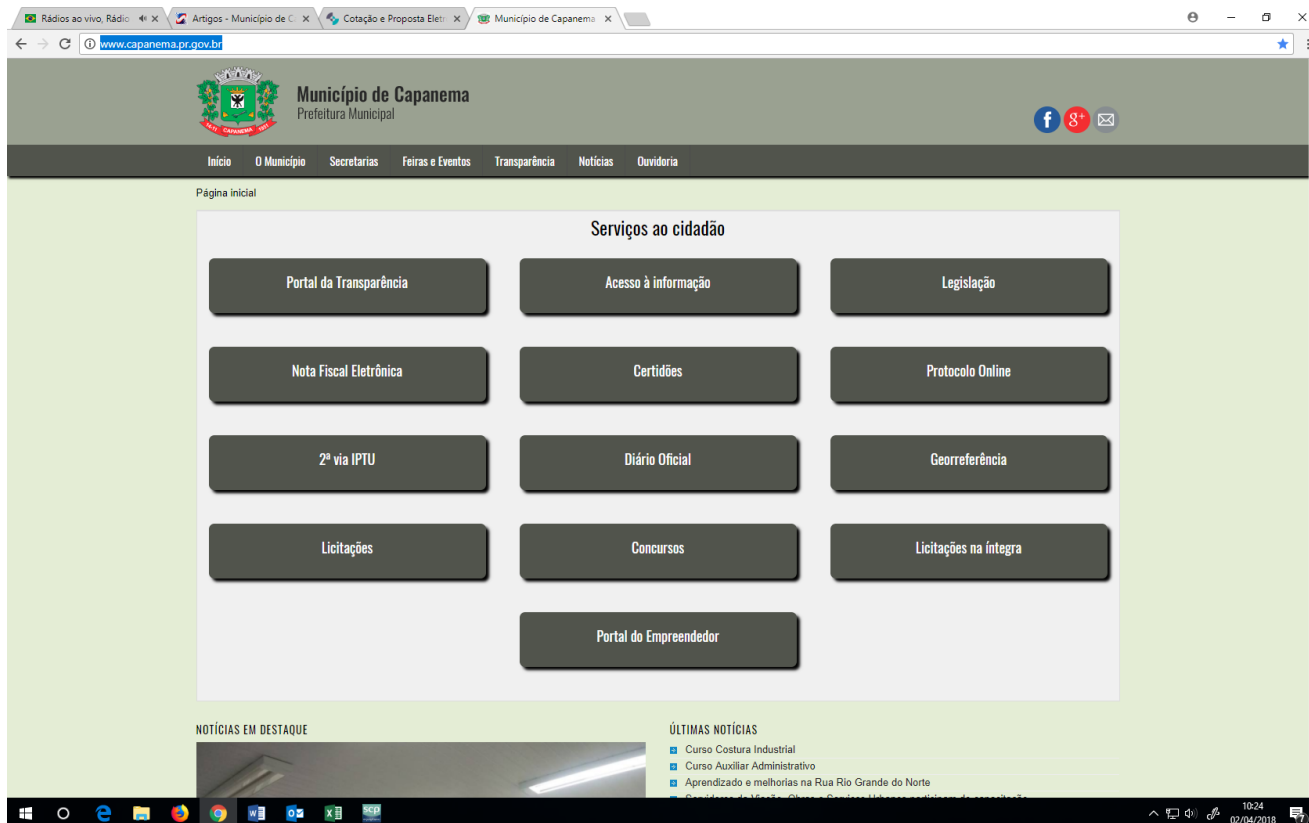 Rádios ao vivo, Rádio
Artigos - Município de C
Cotação e Proposta Eletr
Município de Capanema
www.capanema.pr.gov.br
CAPANEMA
Município de Capanema
Prefeitura Municipal
f 8+
Início O Município Secretarias Feiras e Eventos Transparência Notícias Ouvidoria
Página inicial
Serviços ao cidadão
Portal da Transparência Acesso à informação Legislação
Nota Fiscal Eletrônica Certidões Protocolo Online
2ª via IPTU Diário Oficial Georreferência
Licitações Concursos Licitações na íntegra
Portal do Empreendedor
NOTÍCIAS EM DESTAQUE
ÚLTIMAS NOTÍCIAS
Curso Costura Industrial
Curso Auxiliar Administrativo
Aprendizado e melhorias na Rua Rio Grande do Norte
scp
10:24
02/04/2018